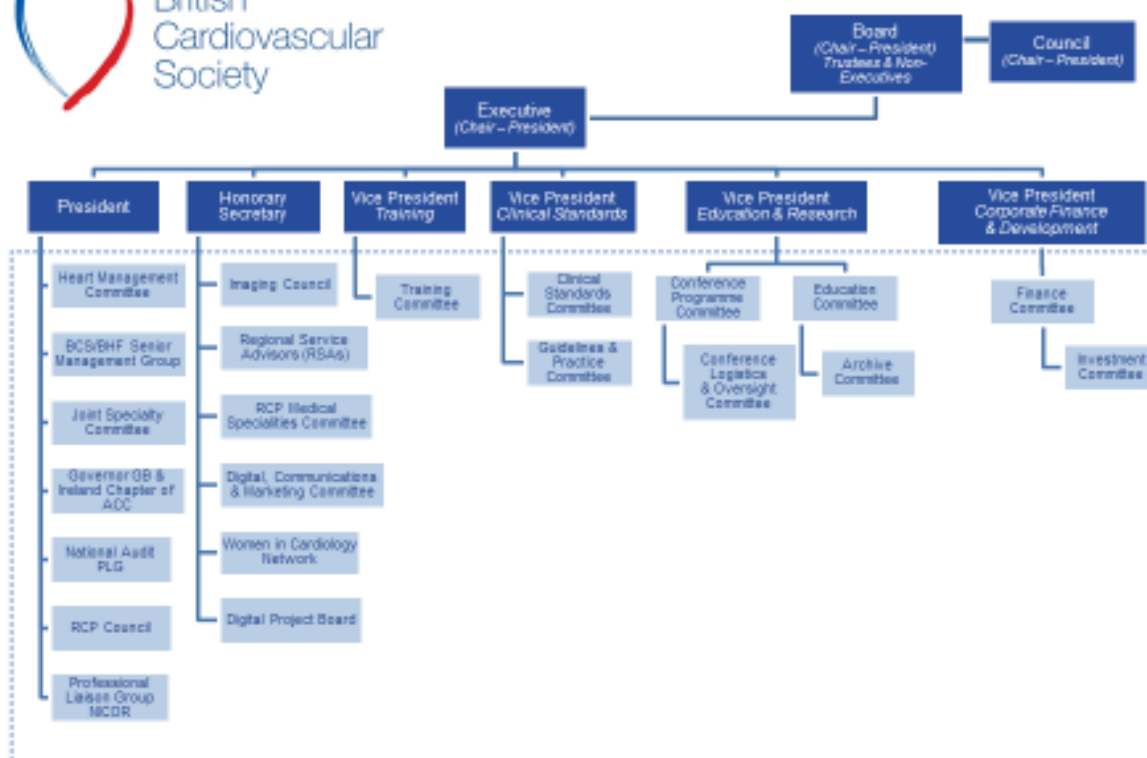 British
Cardiovascular
Society
Board
(Chair – President)
Trustees & Non-
Executives
Council
(Chair – President)
Executive
(Chair – President)
President
Honorary
Secretary
Vice President
Training
Vice President
Clinical Standards
Vice President
Education & Research
Vice President
Corporate Finance
& Development
Heart Management
Committee
BCS/BHF Senior
Management Group
Joint Specialty
Committee
Governor GB &
Ireland Chapter of
ACC
National Audit
PLG
RCP Council
Professional
Liaison Group
NICOR
Imaging Council
Regional Service
Advisors (RSAs)
RCP Medical
Specialities Committee
Digital, Communications
& Marketing Committee
Women in Cardiology
Network
Digital Project Board
Training
Committee
Clinical
Standards
Committee
Guidelines &
Practice
Committee
Conference
Programme
Committee
Conference
Logistics
& Oversight
Committee
Education
Committee
Archive
Committee
Finance
Committee
Investment
Committee